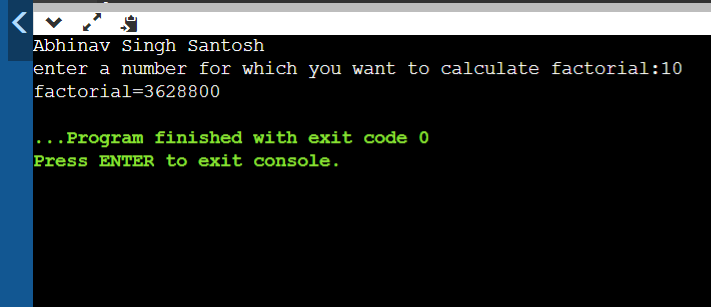 Abhinav Singh Santosh
enter a number for which you want to calculate factorial:10
factorial=3628800
...Program finished with exit code 0
Press ENTER to exit console.